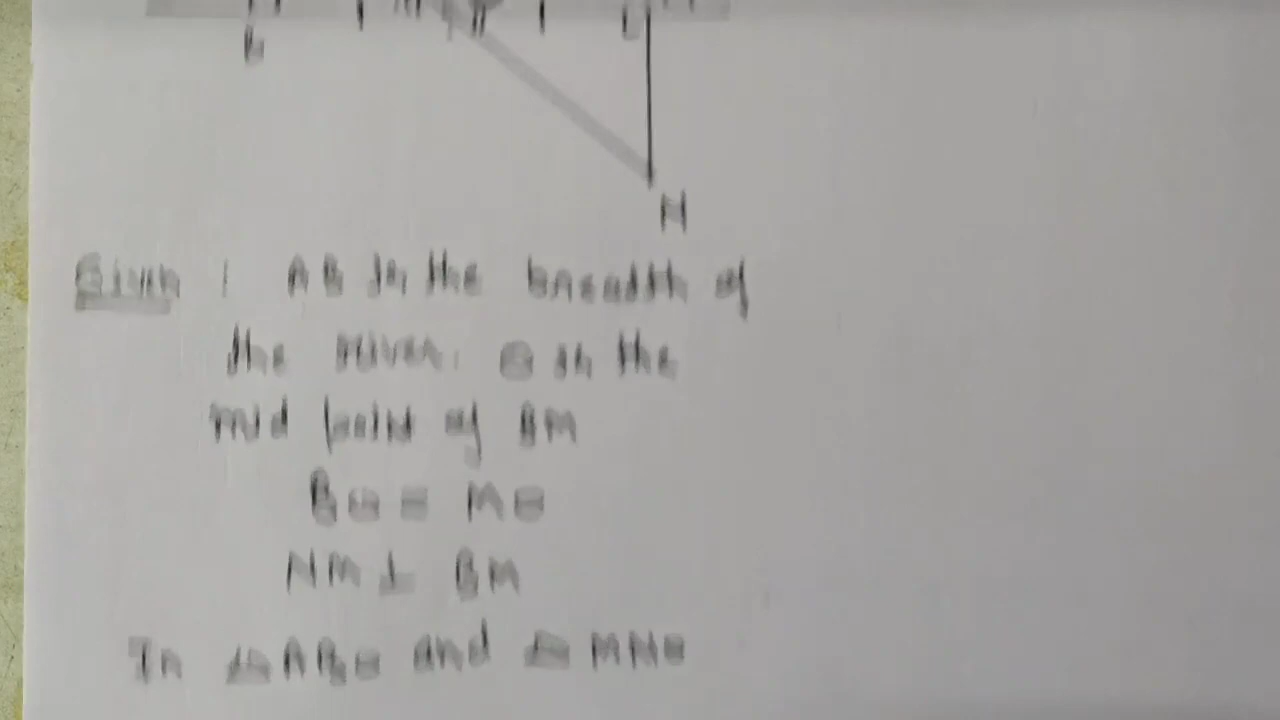 B
N
Given : AB is the breadth of
the river. O is the
mid point of BM
BO = MO
NM ⊥ BM
In △ABO and △MNO